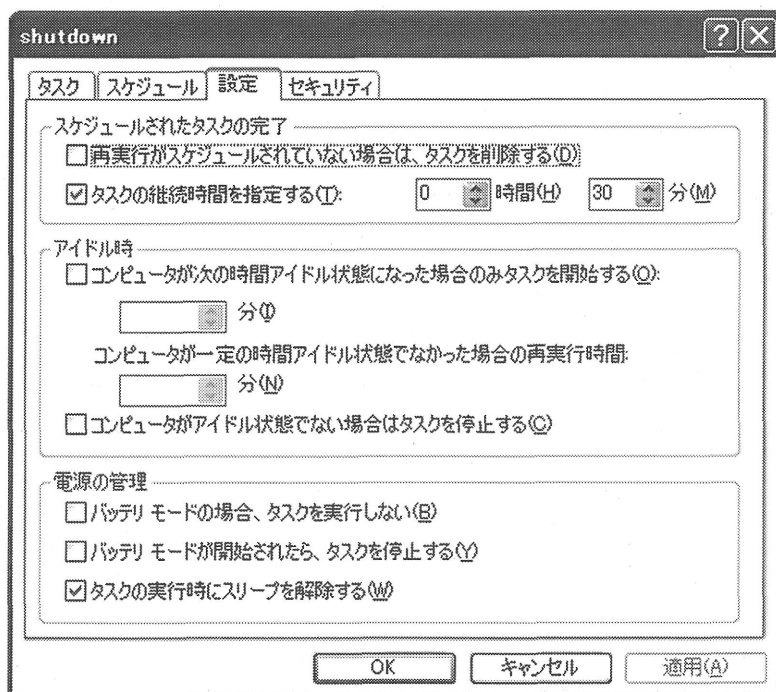 shutdown
タスク スケジュール 設定 セキュリティ
スケジュールされたタスクの完了
再実行がスケジュールされていない場合は、タスクを削除する(D)
タスクの継続時間を指定する(T): 0 時間(H) 30 分(M)
アイドル時
コンピュータが次の時間アイドル状態になった場合のみタスクを開始する(O):
分(I)
コンピュータが一定の時間アイドル状態でなかった場合の再実行時間:
分(N)
コンピュータがアイドル状態でない場合はタスクを停止する(C)
電源の管理
バッテリ モードの場合、タスクを実行しない(B)
バッテリ モードが開始されたら、タスクを停止する(Y)
タスクの実行時にスリープを解除する(W)
OK キャンセル 適用(A)